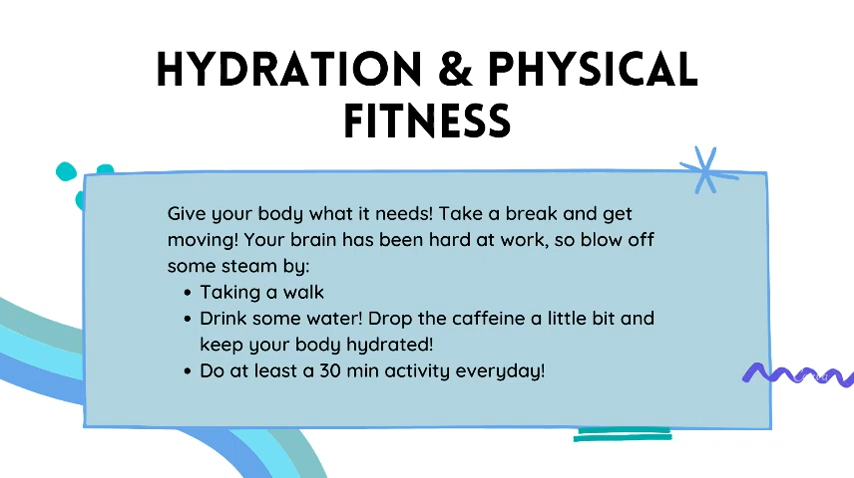 HYDRATION & PHYSICAL
FITNESS
Give your body what it needs! Take a break and get
moving! Your brain has been hard at work, so blow off
some steam by:
• Taking a walk
• Drink some water! Drop the caffeine a little bit and
keep your body hydrated!
• Do at least a 30 min activity everyday!